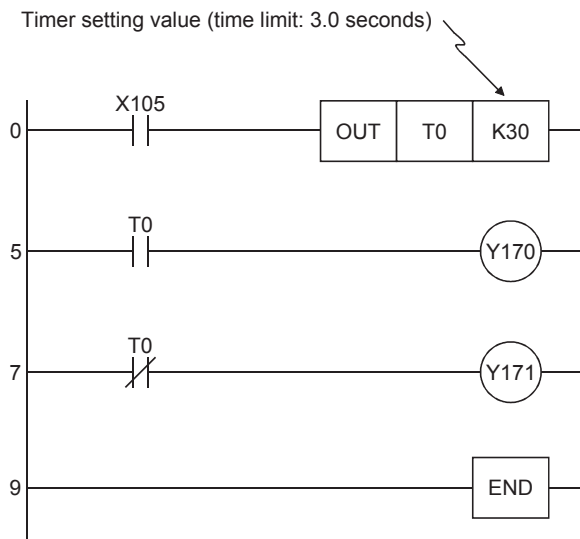 Timer setting value (time limit: 3.0 seconds)
X105
0 OUT T0 K30
T0
5 Y170
T0
7 Y171
9 END